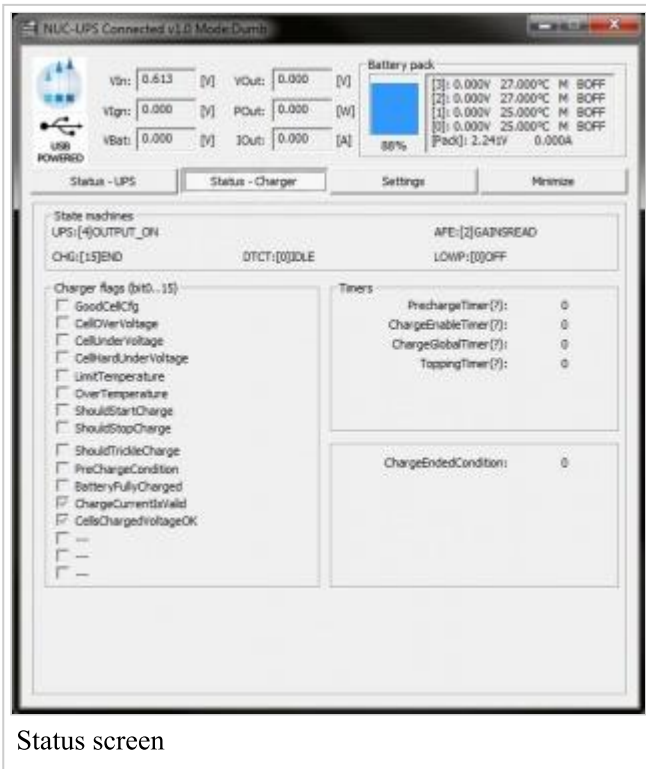 NUC-UPS Connected v1.0 Mode:Dumb
VIn: 0.613 [V] VOut: 0.000 [V]
VIgn: 0.000 [V] POut: 0.000 [W]
VBat: 0.000 [V] IOut: 0.000 [A]
USB
POWERED
Battery pack
88%
[3]: 0.000V 27.000ºC M BOFF
[2]: 0.000V 27.000ºC M BOFF
[1]: 0.000V 25.000ºC M BOFF
[0]: 0.000V 25.000ºC M BOFF
[Pack]: 2.241V 0.000A
Status - UPS Status - Charger Settings Minimize
State machines
UPS:[4]OUTPUT_ON AFE:[2]GAINSREAD
CHG:[15]END DTCT:[0]IDLE LOWP:[0]OFF
Charger flags (bit0..15)
GoodCellCfg
CellOVerVoltage
CellUnderVoltage
CellHardUnderVoltage
LimitTemperature
OverTemperature
ShouldStartCharge
ShouldStopCharge
ShouldTrickleCharge
PreChargeCondition
BatteryFullyCharged
ChargeCurrentIsValid
CellsChargedVoltageOK
---
---
---
Timers
PrechargeTimer(?): 0
ChargeEnableTimer(?): 0
ChargeGlobalTimer(?): 0
ToppingTimer(?): 0
ChargeEndedCondition: 0
Status screen